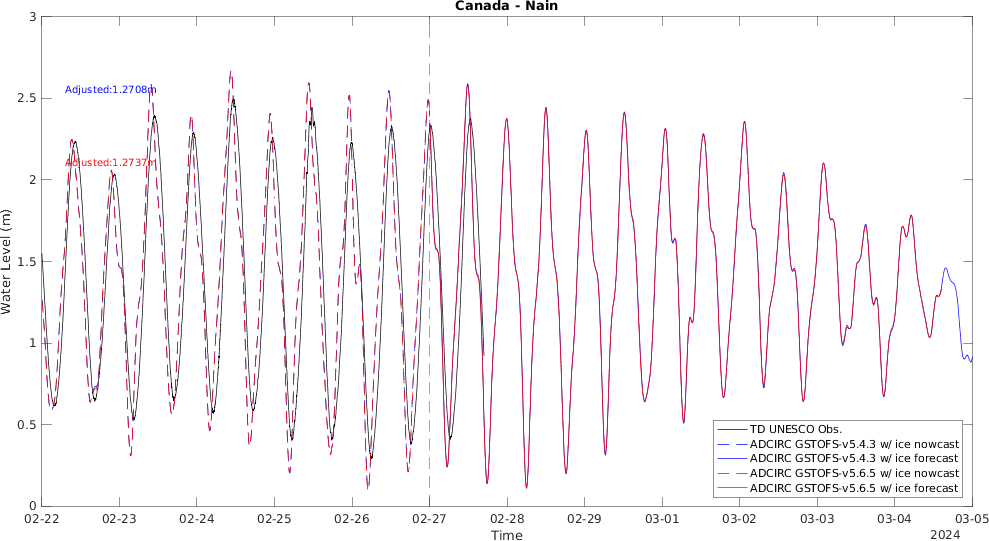 Canada - Nain
3
2.5
2
1.5
1
0.5
0
Water Level (m)
Adjusted:1.2708m
Adjusted:1.2737m
TD UNESCO Obs.
ADCIRC GSTOFS-v5.4.3 w/ ice nowcast
ADCIRC GSTOFS-v5.4.3 w/ ice forecast
ADCIRC GSTOFS-v5.6.5 w/ ice nowcast
ADCIRC GSTOFS-v5.6.5 w/ ice forecast
02-22 02-23 02-24 02-25 02-26 02-27 02-28 02-29 03-01 03-02 03-03 03-04 03-05
Time
2024